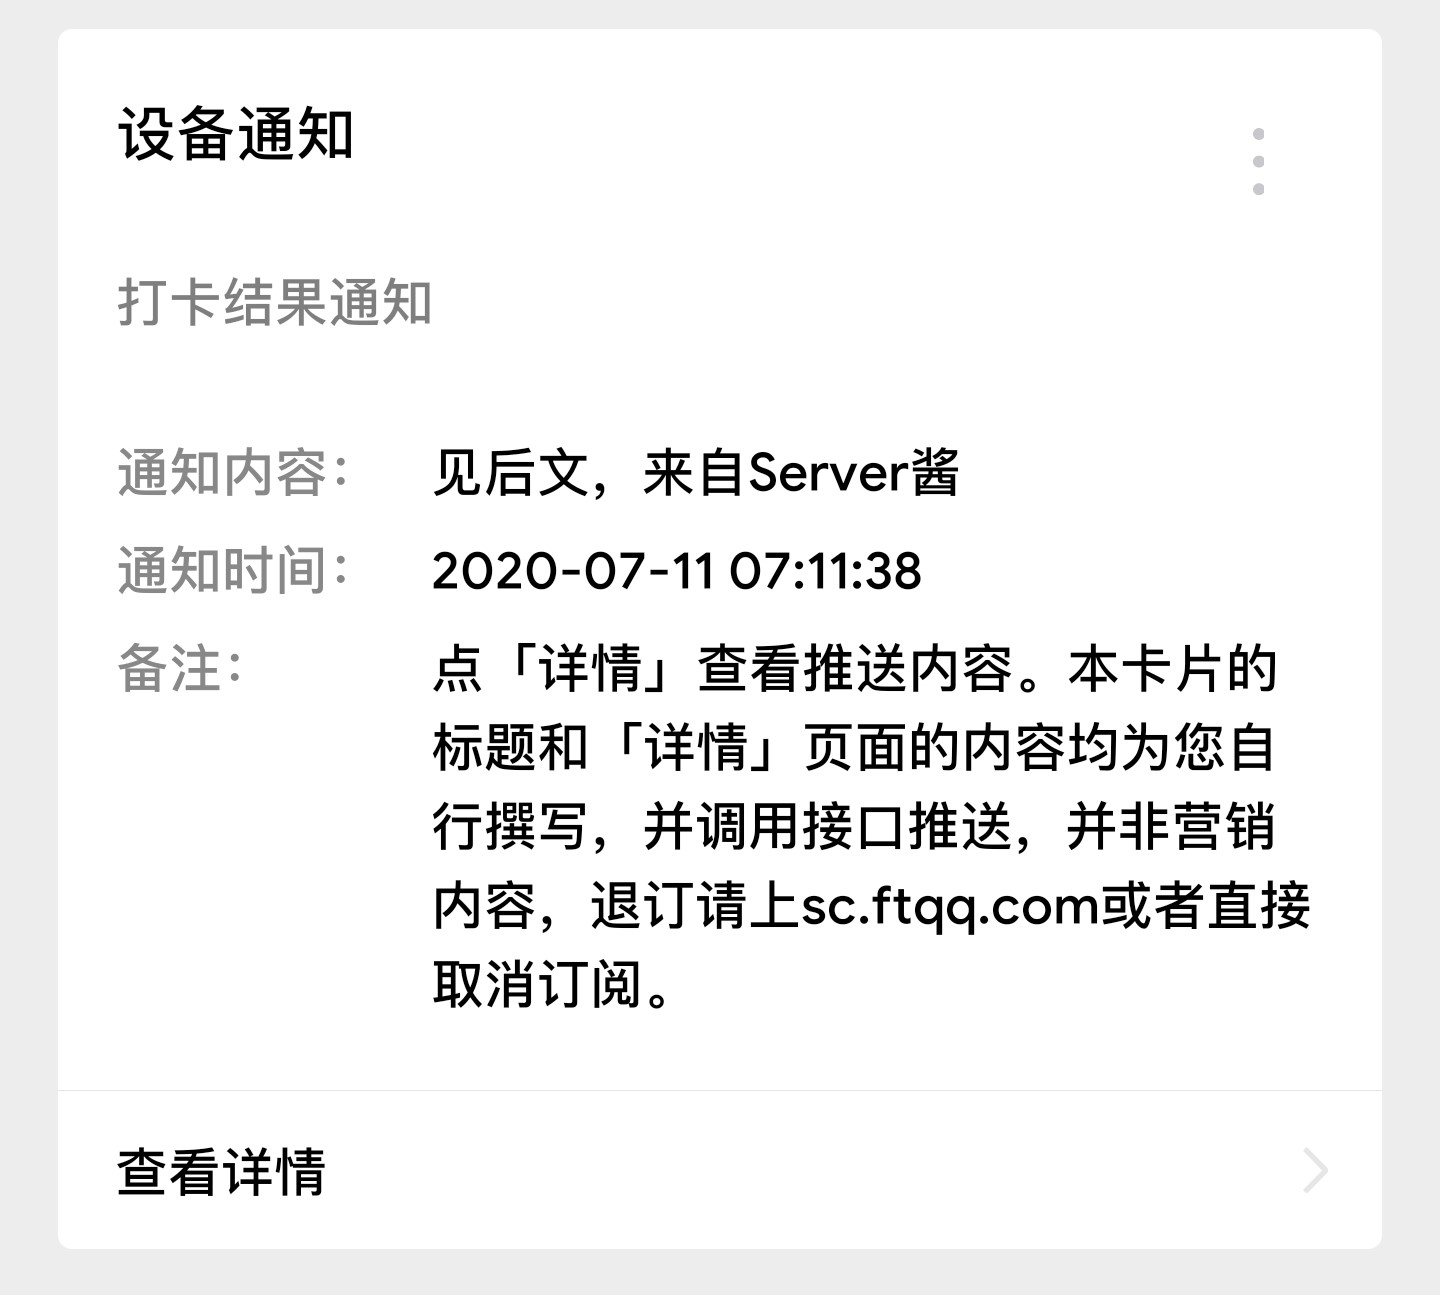 设备通知
打卡结果通知
通知内容： 见后文，来自Server酱
通知时间： 2020-07-11 07:11:38
备注： 点「详情」查看推送内容。本卡片的
标题和「详情」页面的内容均为您自
行撰写，并调用接口推送，并非营销
内容，退订请上sc.ftqq.com或者直接
取消订阅。
查看详情